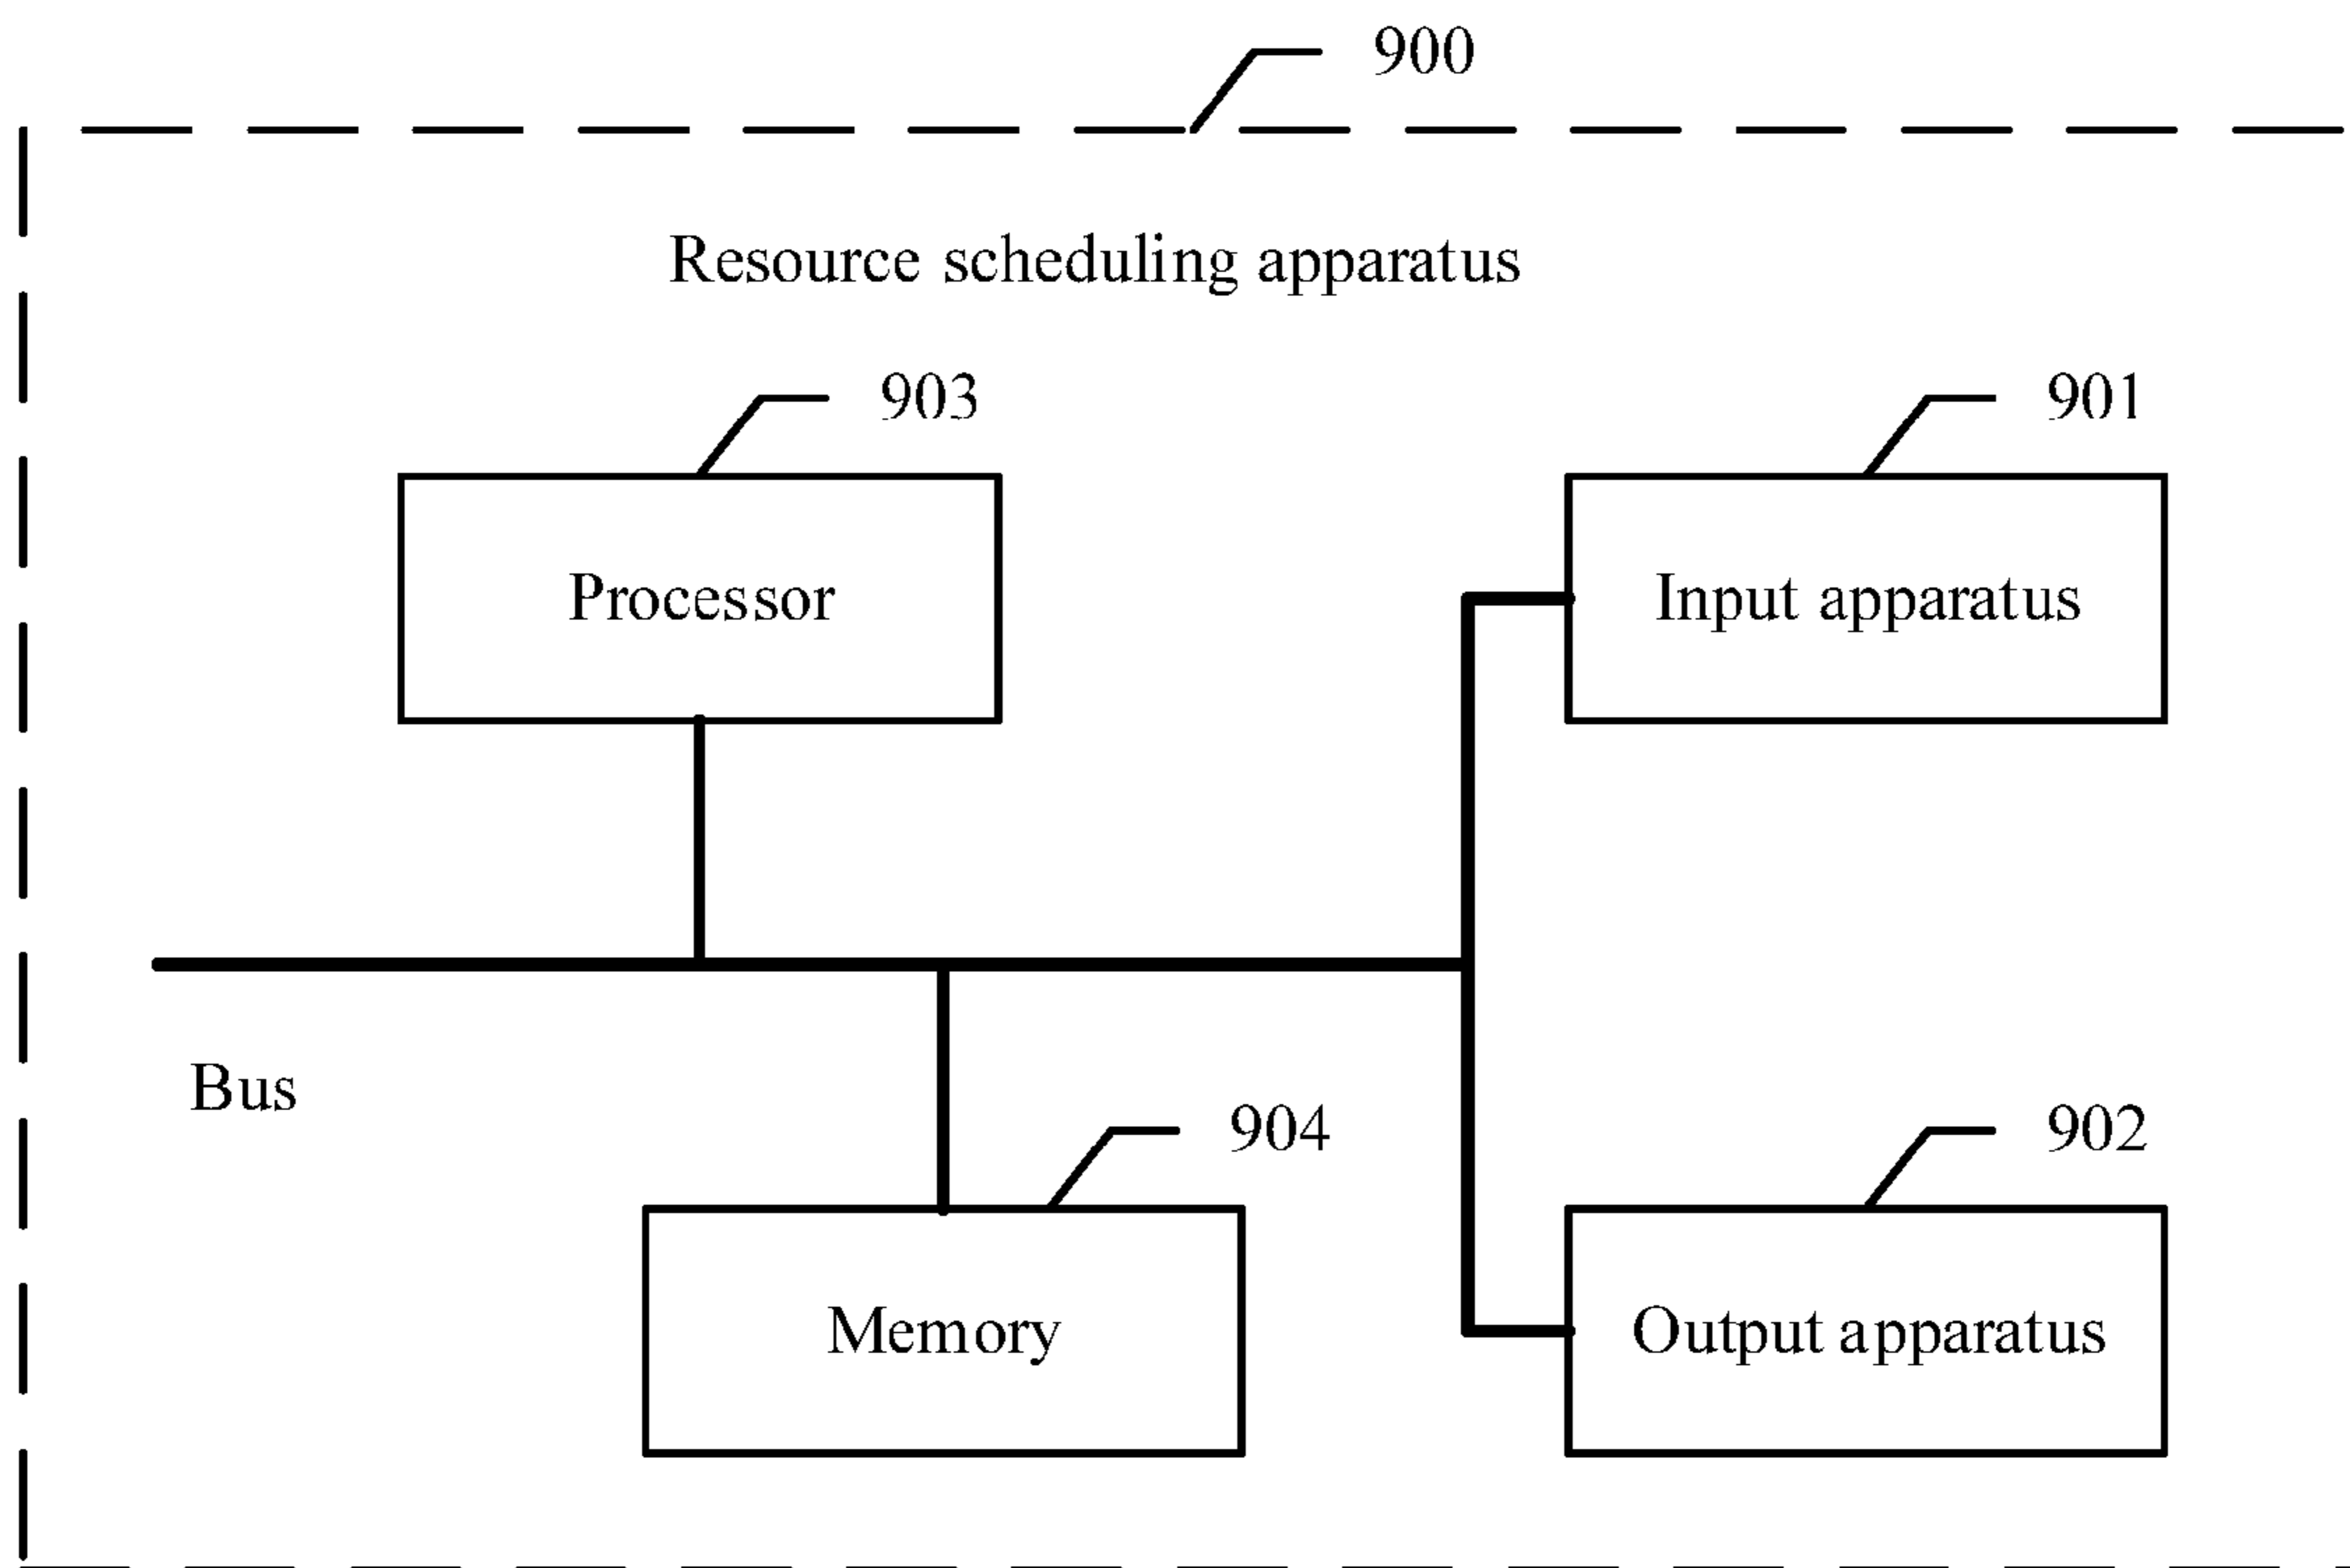 900
Resource scheduling apparatus
903
901
Processor
Input apparatus
Bus
904
902
Memory
Output apparatus